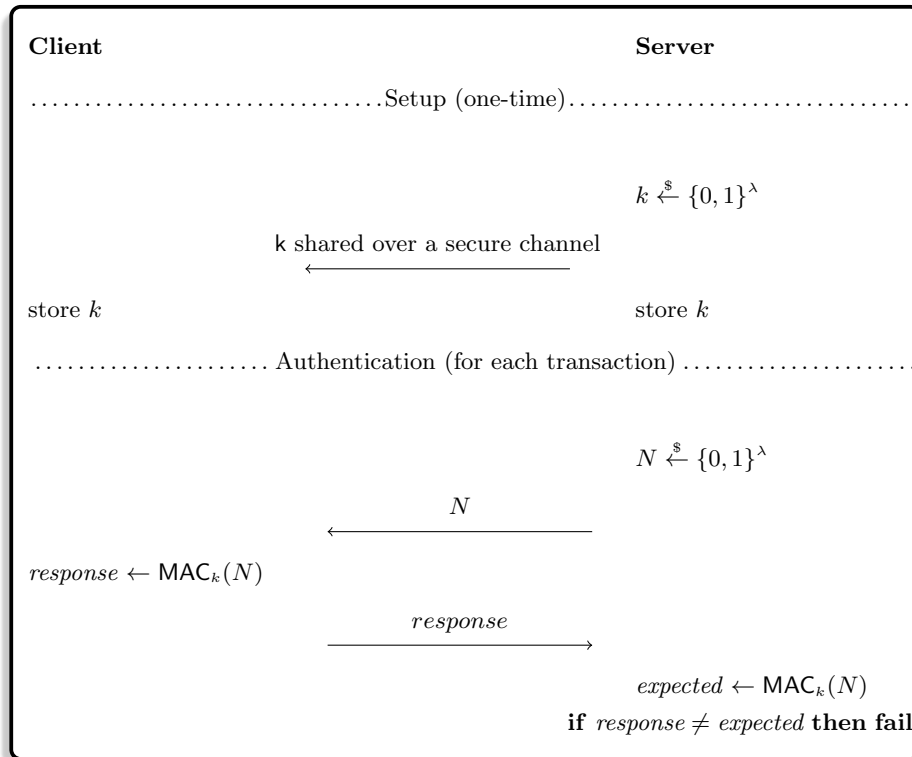 Client Server
Setup (one-time)
k $← {0, 1}^λ
k shared over a secure channel
store k store k
Authentication (for each transaction)
N $← {0, 1}^λ
N
response ← MAC_k(N)
response
expected ← MAC_k(N)
if response ≠ expected then fail